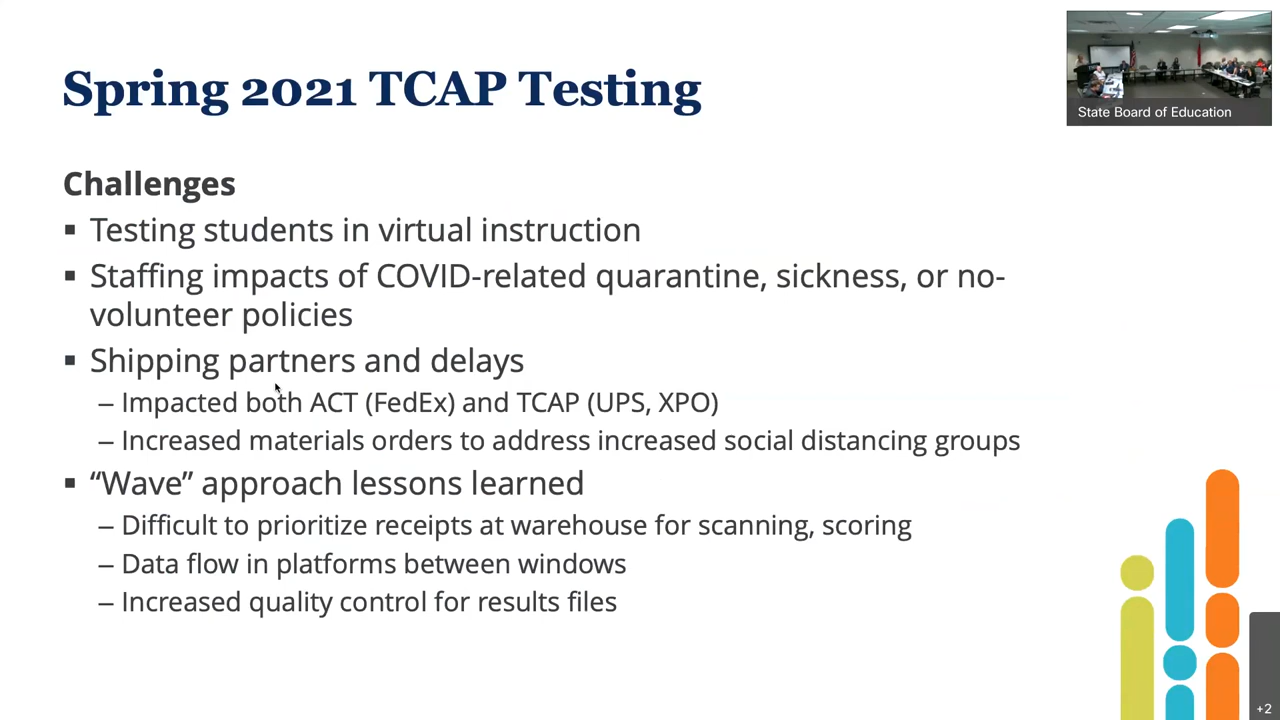 Spring 2021 TCAP Testing
State Board of Education
Challenges
▪ Testing students in virtual instruction
▪ Staffing impacts of COVID-related quarantine, sickness, or no-
volunteer policies
▪ Shipping partners and delays
– Impacted both ACT (FedEx) and TCAP (UPS, XPO)
– Increased materials orders to address increased social distancing groups
▪ “Wave” approach lessons learned
– Difficult to prioritize receipts at warehouse for scanning, scoring
– Data flow in platforms between windows
– Increased quality control for results files
+2